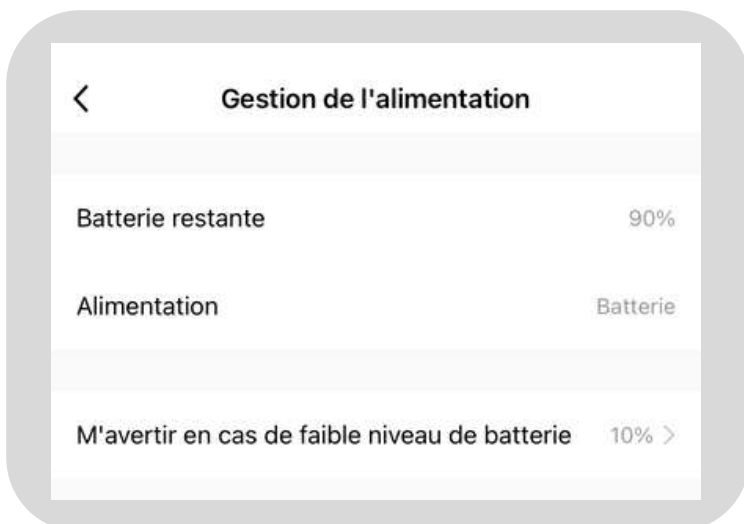 Gestion de l'alimentation
Batterie restante 90%
Alimentation Batterie
M'avertir en cas de faible niveau de batterie 10%